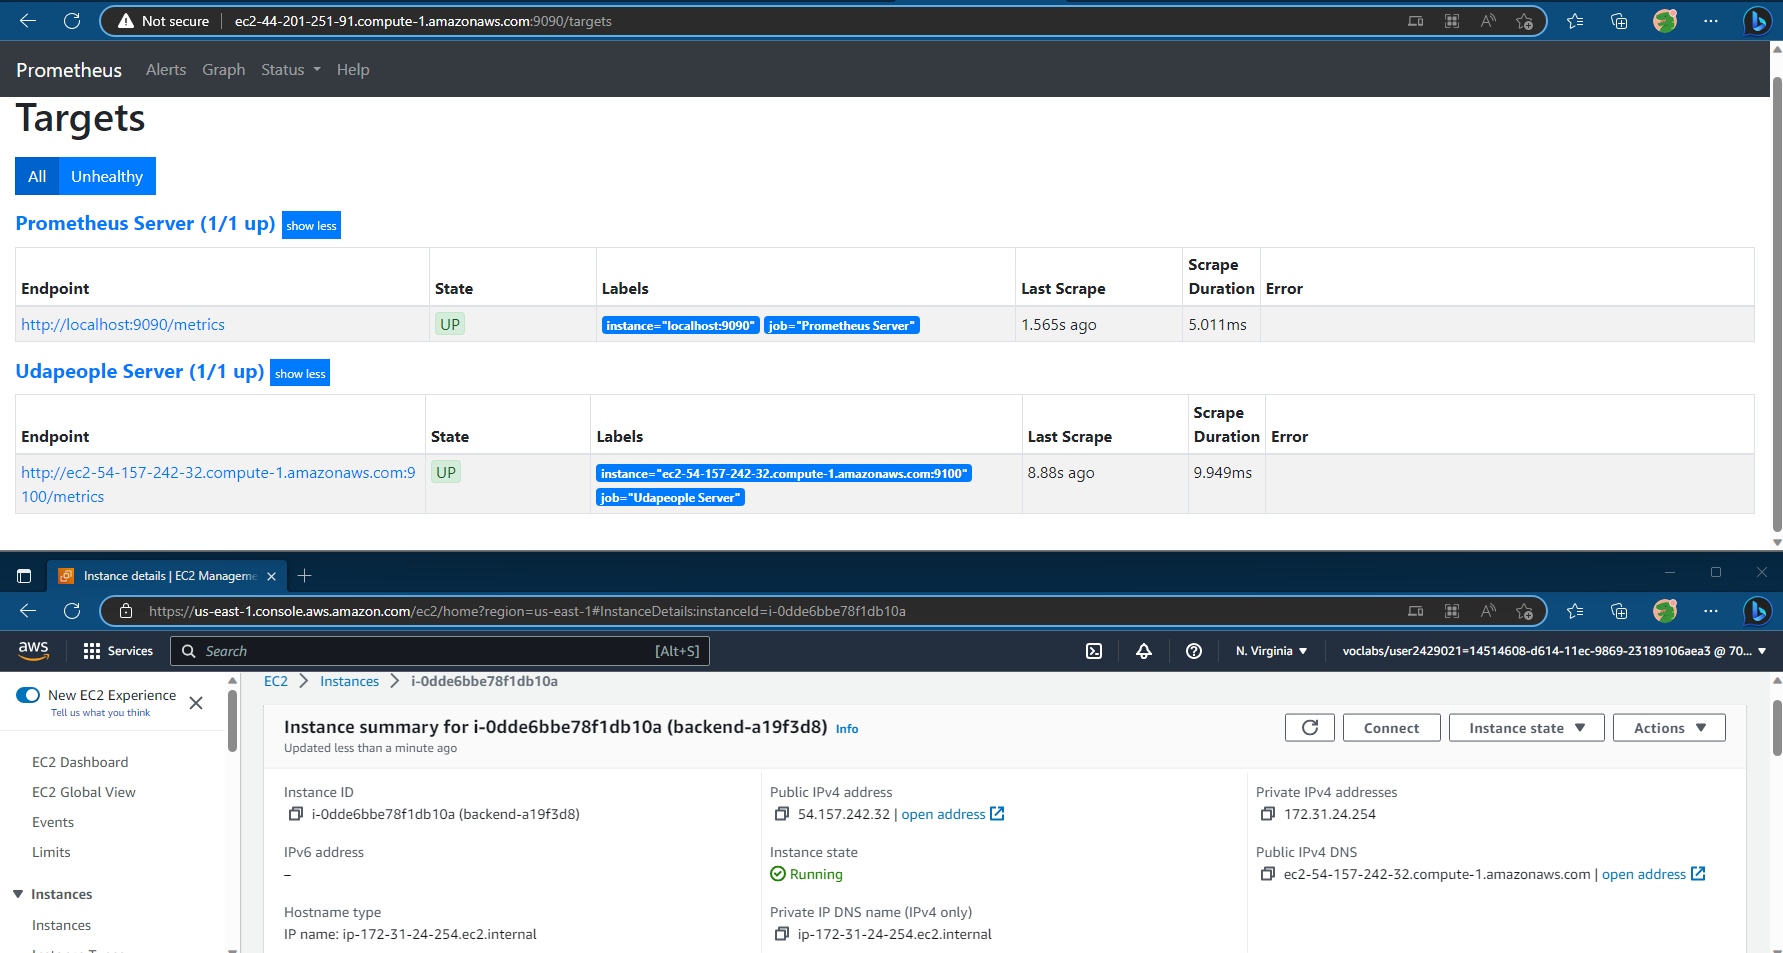 Not secure | ec2-44-201-251-91.compute-1.amazonaws.com:9090/targets
Prometheus Alerts Graph Status Help
Targets
All Unhealthy
Prometheus Server (1/1 up) show less
Endpoint State Labels Last Scrape Scrape Duration Error
http://localhost:9090/metrics UP instance="localhost:9090" job="Prometheus Server" 1.565s ago 5.011ms
Udapeople Server (1/1 up) show less
Endpoint State Labels Last Scrape Scrape Duration Error
http://ec2-54-157-242-32.compute-1.amazonaws.com:9 UP instance="ec2-54-157-242-32.compute-1.amazonaws.com:9100" 8.88s ago 9.949ms
100/metrics job="Udapeople Server"
Instance details | EC2 Manageme
https://us-east-1.console.aws.amazon.com/ec2/home?region=us-east-1#InstanceDetails:instanceId=i-0dde6bbe78f1db10a
aws Services Search [Alt+S] N. Virginia voclabs/user2429021=14514608-d614-11ec-9869-23189106aea3 @ 70...
New EC2 Experience
Tell us what you think
EC2 Dashboard
EC2 Global View
Events
Limits
Instances
Instances
EC2 Instances i-0dde6bbe78f1db10a
Instance summary for i-0dde6bbe78f1db10a (backend-a19f3d8) Info
Updated less than a minute ago
Connect Instance state Actions
Instance ID
i-0dde6bbe78f1db10a (backend-a19f3d8)
IPv6 address
–
Hostname type
IP name: ip-172-31-24-254.ec2.internal
Public IPv4 address
54.157.242.32 | open address
Instance state
Running
Private IP DNS name (IPv4 only)
ip-172-31-24-254.ec2.internal
Private IPv4 addresses
172.31.24.254
Public IPv4 DNS
ec2-54-157-242-32.compute-1.amazonaws.com | open address